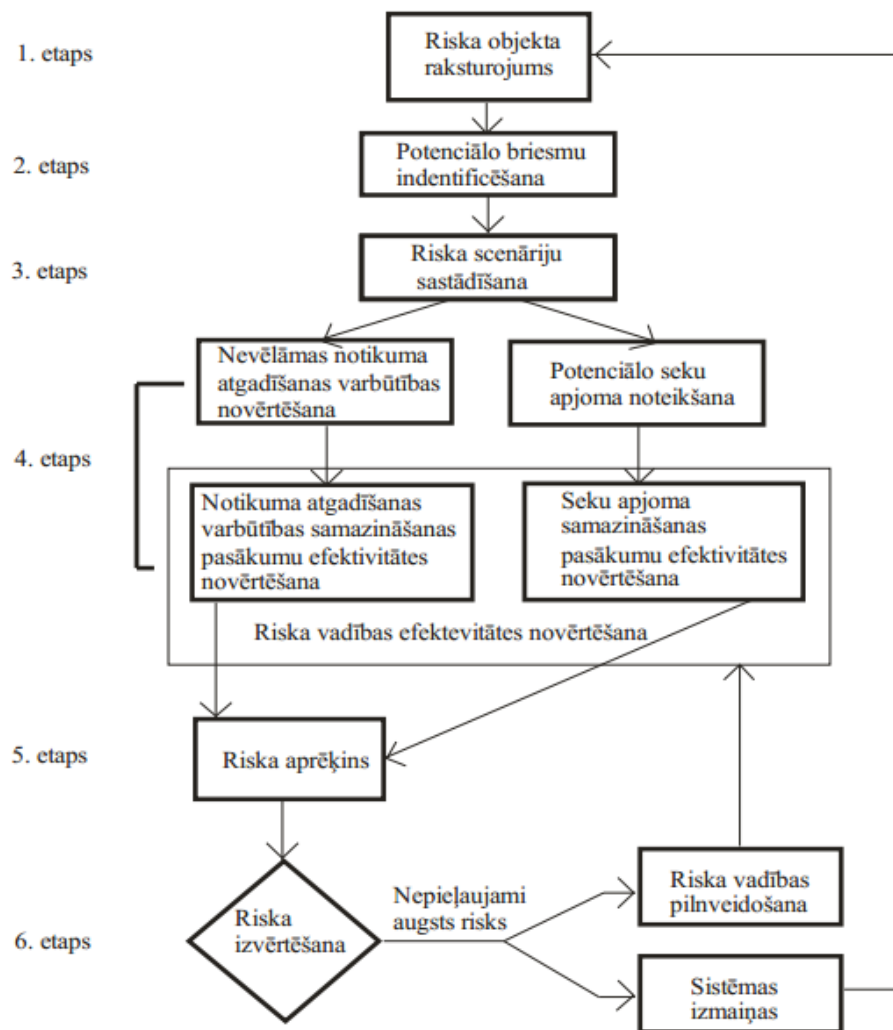 1. etaps
Riska objekta
raksturojums
2. etaps
Potenciālo briesmu
indentificēšana
3. etaps
Riska scenāriju
sastādīšana
Nevēlāmas notikuma
atgadīšanas varbūtības
novērtēšana
Potenciālo seku
apjoma noteikšana
4. etaps
Notikuma atgadīšanas
varbūtības samazināšanas
pasākumu efektivitātes
novērtēšana
Seku apjoma
samazināšanas
pasākumu efektivitātes
novērtēšana
Riska vadības efektevitātes novērtēšana
5. etaps
Riska aprēķins
6. etaps
Riska
izvērtēšana
Nepieļaujami
augsts risks
Riska vadības
pilnveidošana
Sistēmas
izmaiņas